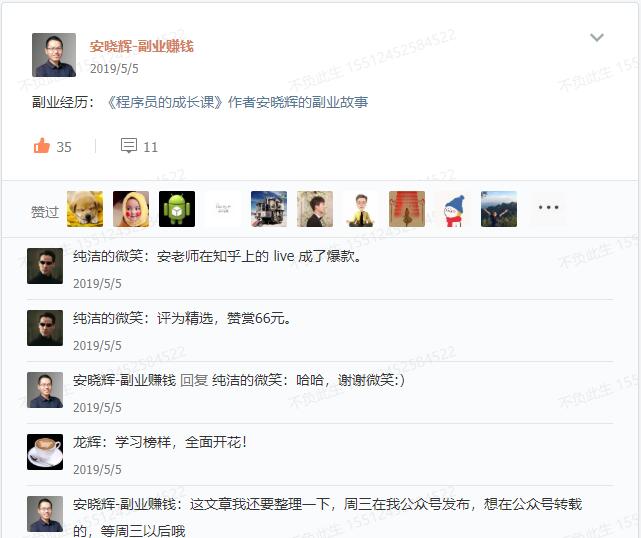 安晓辉-副业赚钱
2019/5/5
副业经历：《程序员的成长课》作者安晓辉的副业故事
35
11
赞过
纯洁的微笑：安老师在知乎上的 live 成了爆款。
2019/5/5
纯洁的微笑：评为精选，赞赏66元。
2019/5/5
安晓辉-副业赚钱 回复 纯洁的微笑：哈哈，谢谢微笑:)
2019/5/5
龙辉：学习榜样，全面开花！
2019/5/5
安晓辉-副业赚钱：这文章我还要整理一下，周三在我公众号发布，想在公众号转载
的，等周三以后哦
不负此生 15512452584522